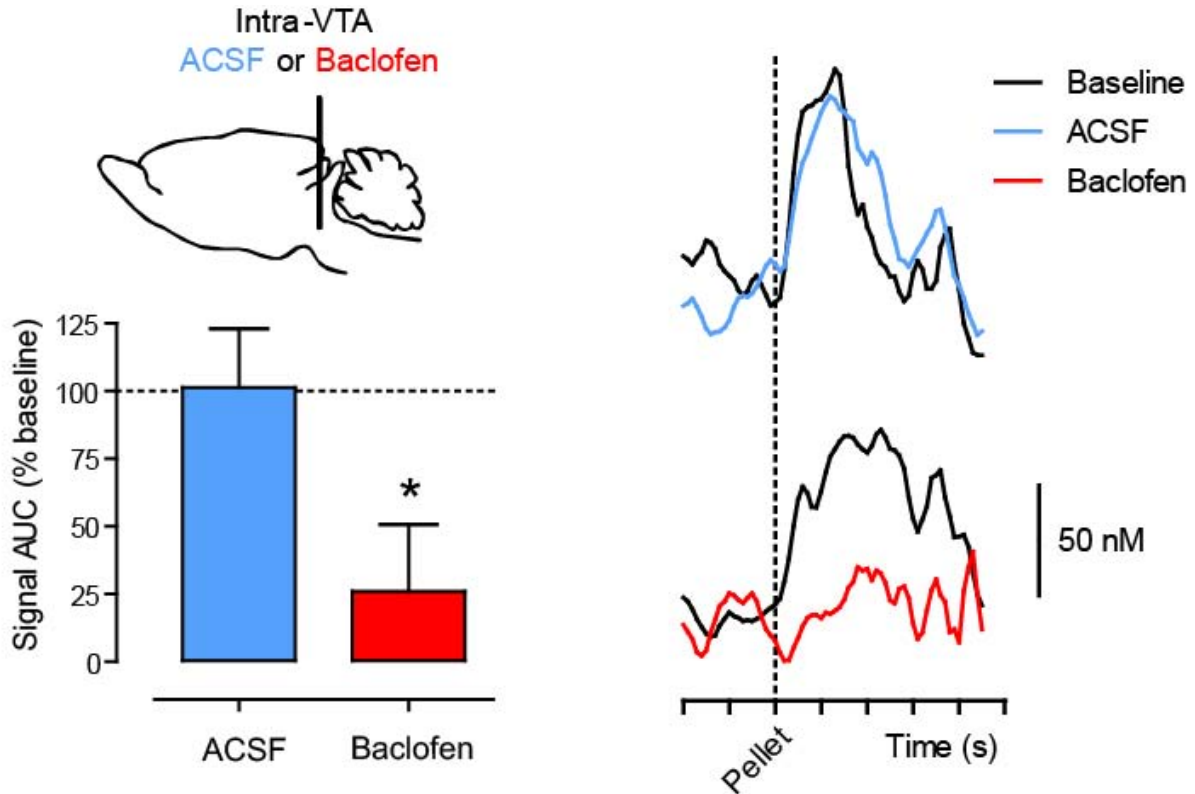 Intra-VTA
ACSF or Baclofen
Signal AUC (% baseline)
125
100
75
50
25
0
*
ACSF
Baclofen
Baseline
ACSF
Baclofen
50 nM
Pellet
Time (s)